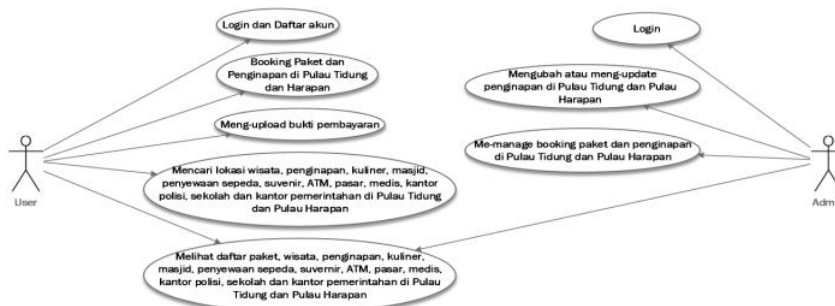 Login dan Daftar akun
Login
Booking Paket dan
Penginapan di Pulau Tidung
dan Harapan
Mengubah atau meng-update
penginapan di Pulau Tidung dan Pulau
Harapan
Meng-upload bukti pembayaran
Me-manage booking paket dan penginapan
di Pulau Tidung dan Pulau Harapan
User
Mencari lokasi wisata, penginapan, kuliner, masjid,
penyewaan sepeda, suvenir, ATM, pasar, medis, kantor
polisi, sekolah dan kantor pemerintahan di Pulau Tidung
dan Pulau Harapan
Adm
Melihat daftar paket, wisata, penginapan, kuliner,
masjid, penyewaan sepeda, suvernir, ATM, pasar, medis,
kantor polisi, sekolah dan kantor pemerintahan di Pulau
Tidung dan Pulau Harapan